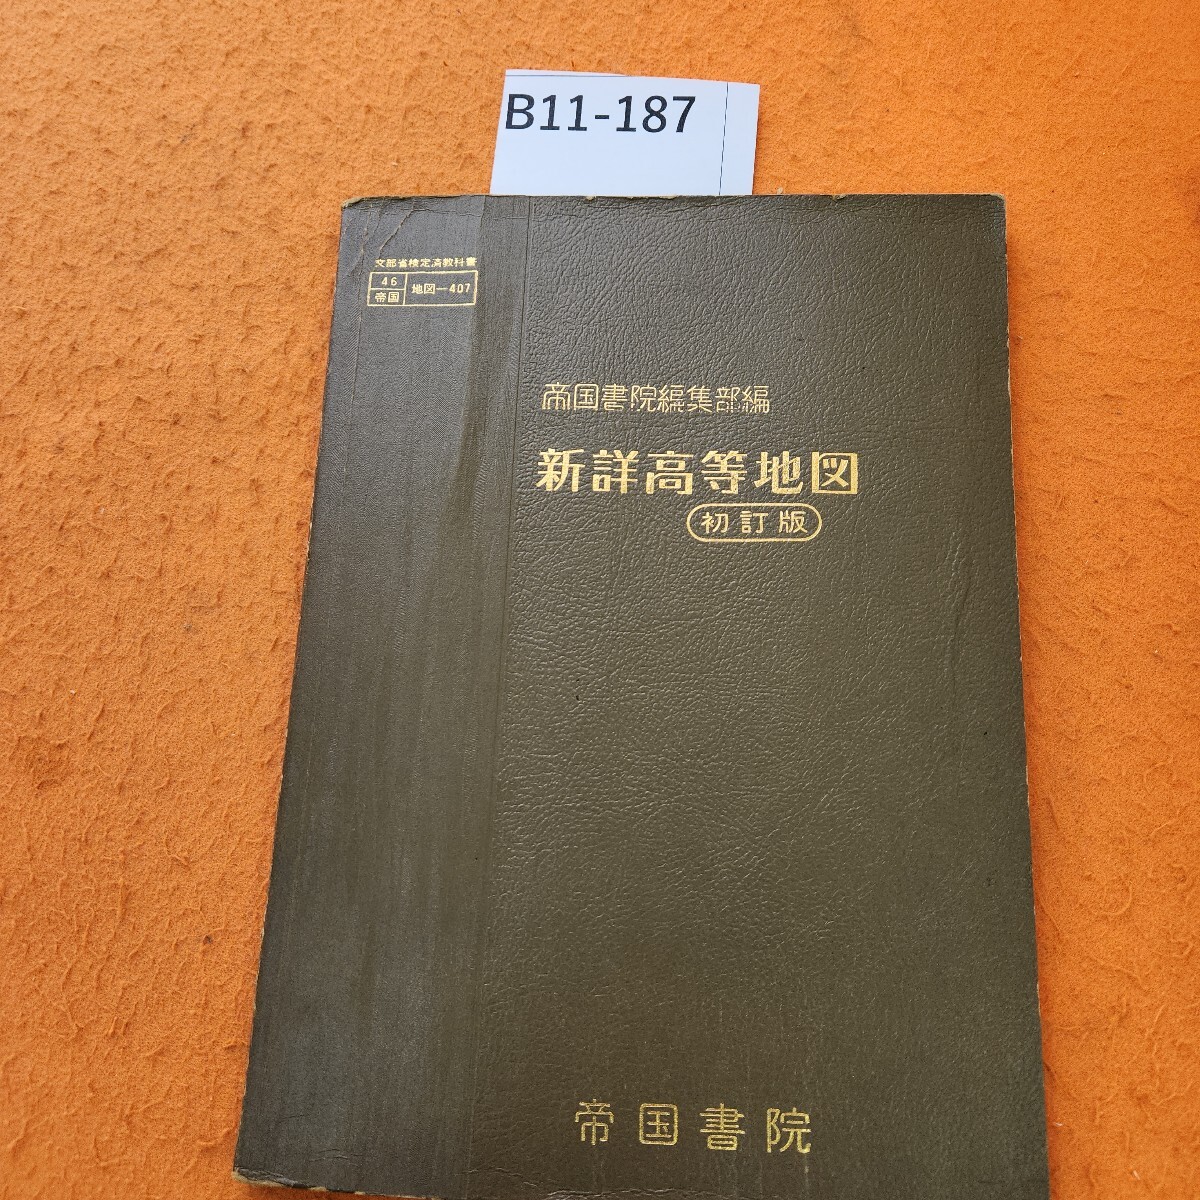 B11-187
文部省検定済教科書
46
帝国
地図-407
帝国書院編集部編
新詳高等地図
初訂版
帝国書院